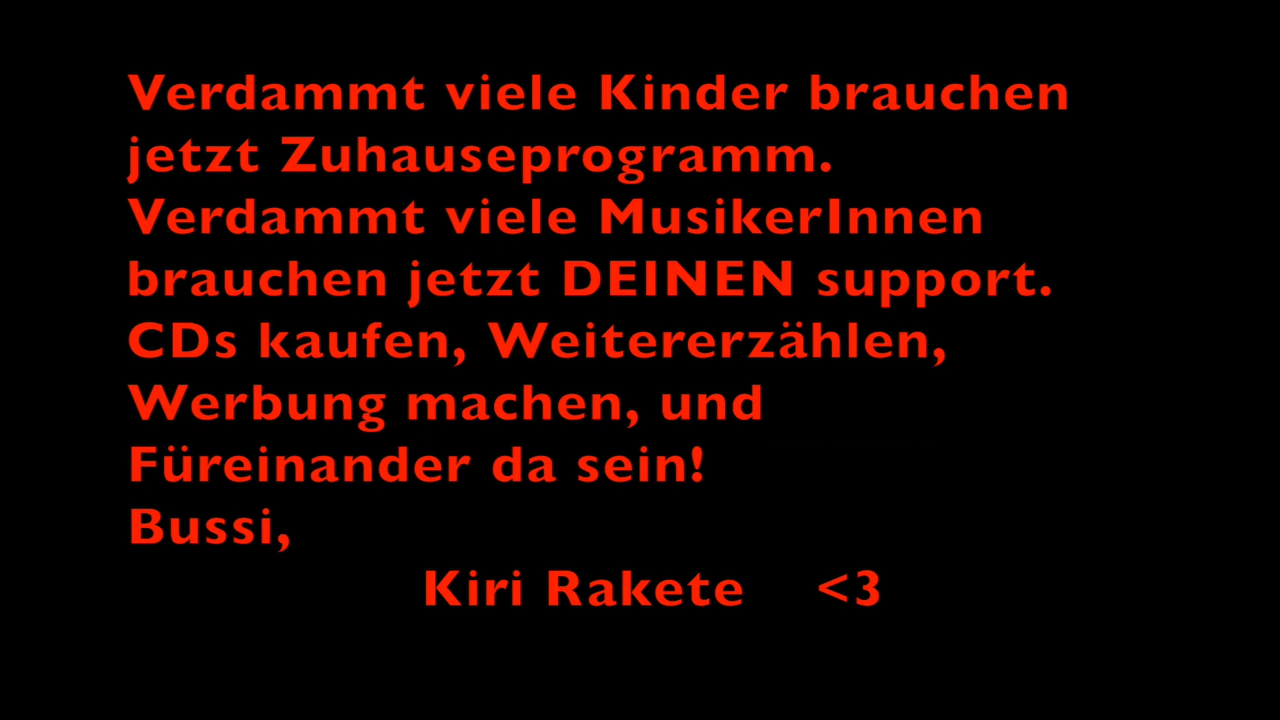 Verdammt viele Kinder brauchen
jetzt Zuhauseprogramm.
Verdammt viele MusikerInnen
brauchen jetzt DEINEN support.
CDs kaufen, Weitererzählen,
Werbung machen, und
Füreinander da sein!
Bussi,
Kiri Rakete <3